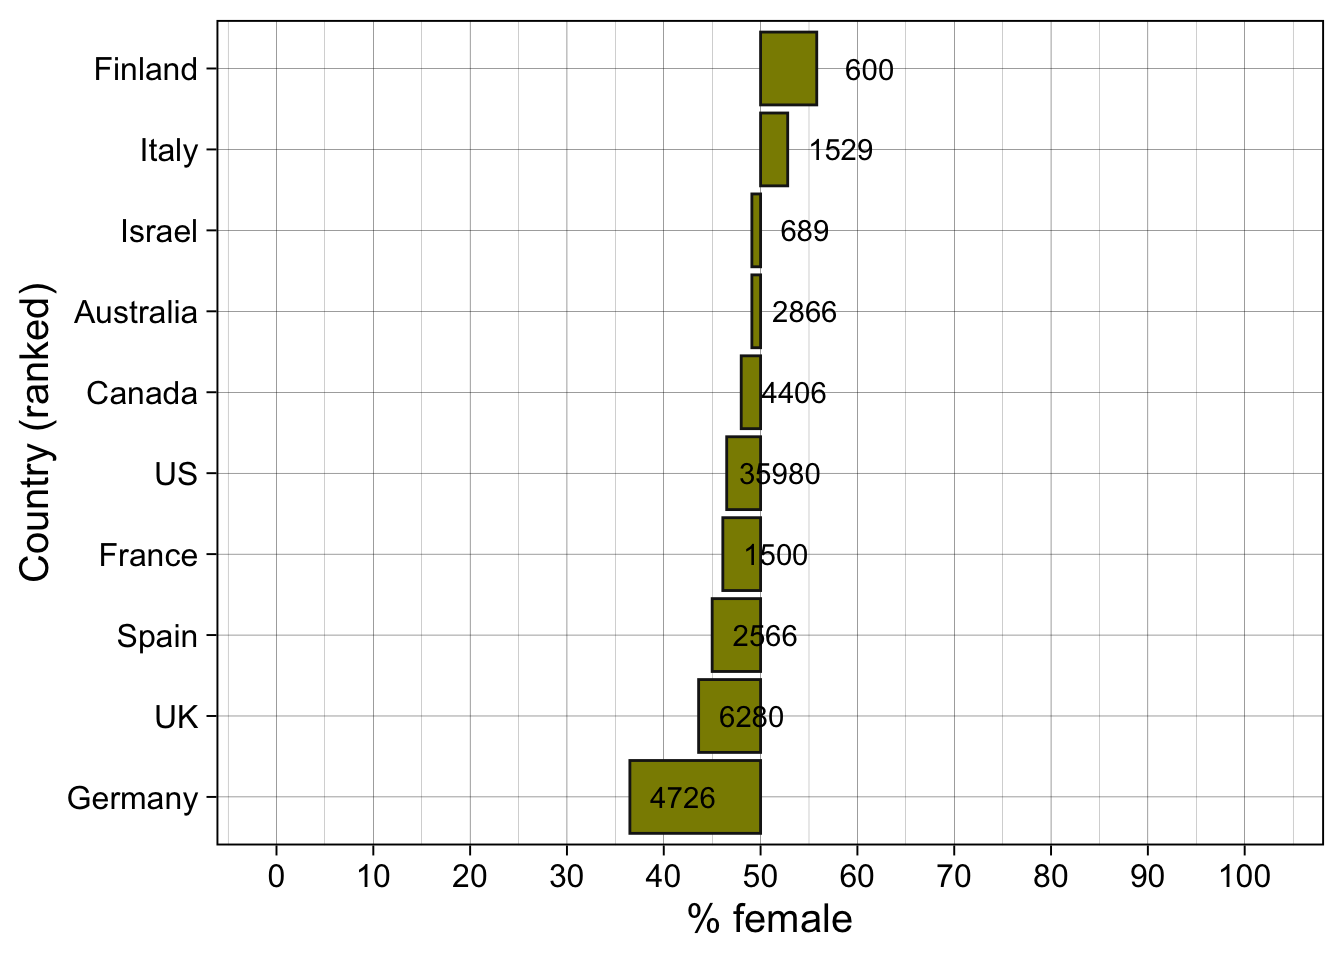 Country (ranked)
Finland 600
Italy 1529
Israel 689
Australia 2866
Canada 4406
US 35980
France 1500
Spain 2566
UK 6280
Germany 4726
0 10 20 30 40 50 60 70 80 90 100
% female